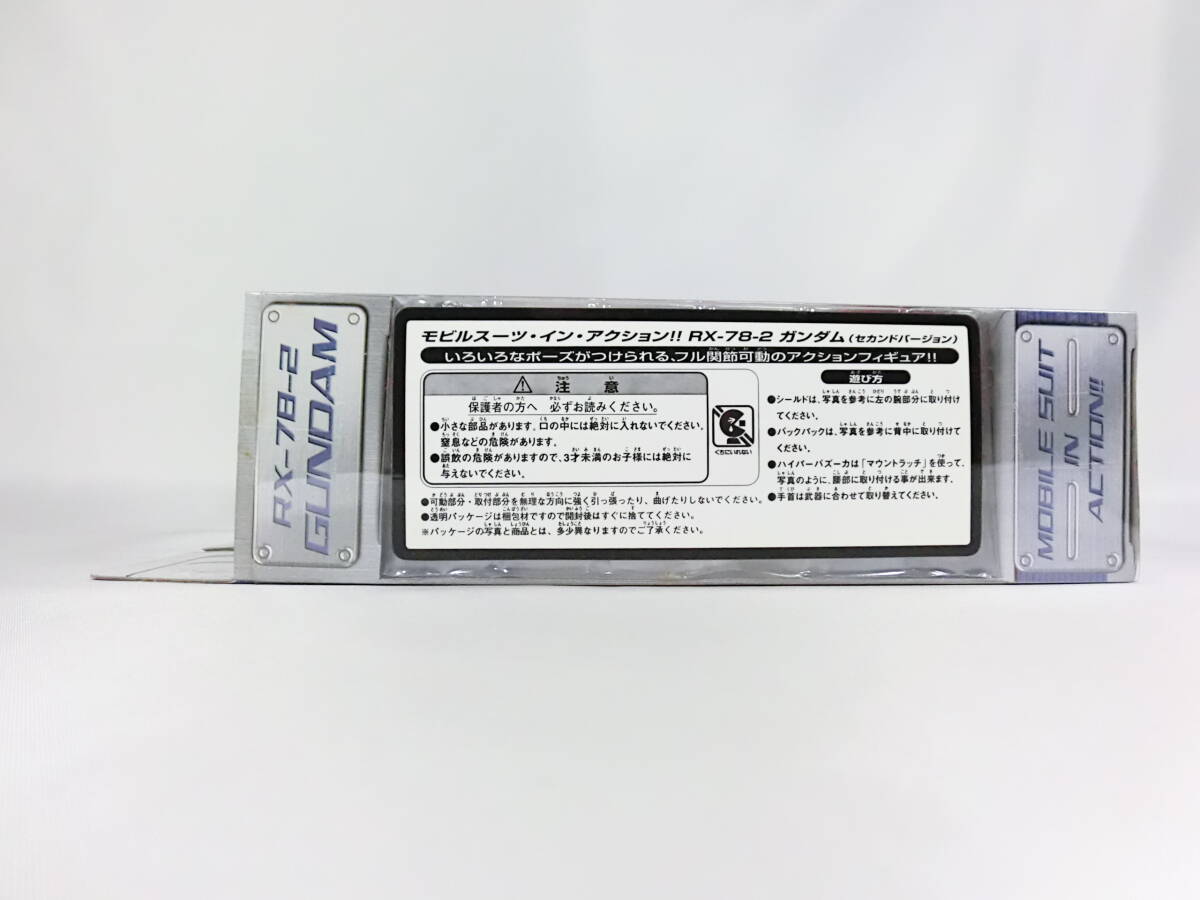 RX-78-2
GUNDAM
モビルスーツ・イン・アクション!! RX-78-2 ガンダム(セカンドバージョン)
いろいろなポーズがつけられる、フル関節可動のアクションフィギュア!!
⚠ 注意
保護者の方へ 必ずお読みください。
●小さな部品があります。口の中には絶対に入れないでください。
窒息などの危険があります。
●誤飲の危険がありますので、3才未満のお子様には絶対に
与えないでください。
くちにいれない
●可動部分・取付部分を無理な方向に強く引っ張ったり、曲げたりしないでください。
●透明パッケージは梱包材ですので開封後はすぐに捨ててください。
※パッケージの写真と商品とは、多少異なりますのでご了承ください。
遊び方
●シールドは、写真を参考に左の腕部分に取り付け
てください。
●バックパックは、写真を参考に背中に取り付けて
ください。
●ハイパーバズーカは「マウントラッチ」を使って、
写真のように、腰部に取り付ける事が出来ます。
●手首は武器に合わせて取り替えてください。
MOBILE SUIT
IN
ACTION!!